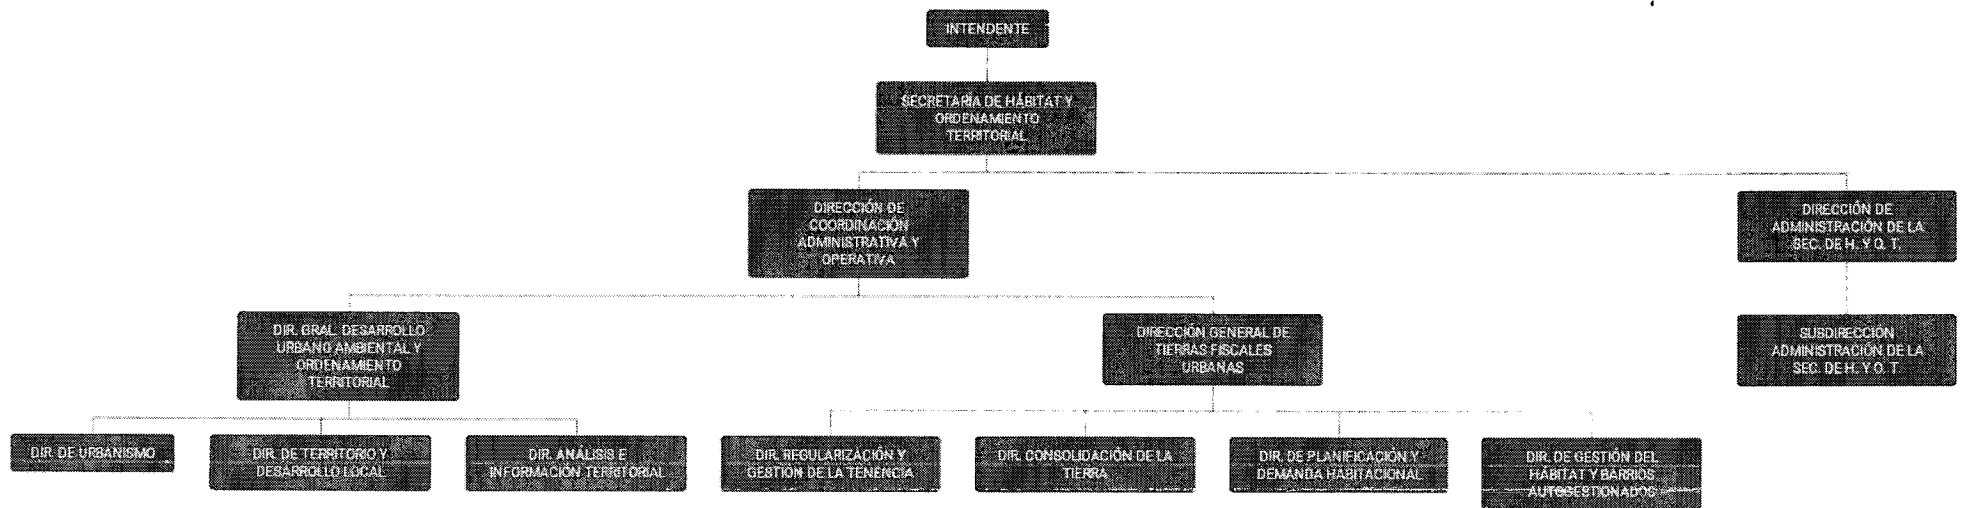 INTENDENTE
SECRETARÍA DE HÁBITAT Y
ORDENAMIENTO
TERRITORIAL
DIRECCIÓN DE
COORDINACIÓN
ADMINISTRATIVA Y
OPERATIVA
DIRECCIÓN DE
ADMINISTRACIÓN DE LA
SEC. DE H. Y O. T.
DIR. GRAL. DESARROLLO
URBANO AMBIENTAL Y
ORDENAMIENTO
TERRITORIAL
DIRECCIÓN GENERAL DE
TIERRAS FISCALES
URBANAS
SUBDIRECCIÓN
ADMINISTRACIÓN DE LA
SEC. DE H. Y O. T
DIR. DE URBANISMO
DIR. DE TERRITORIO Y
DESARROLLO LOCAL
DIR. ANÁLISIS E
INFORMACIÓN TERRITORIAL
DIR. REGULARIZACIÓN Y
GESTIÓN DE LA TENENCIA
DIR. CONSOLIDACIÓN DE LA
TIERRA
DIR. DE PLANIFICACIÓN Y
DEMANDA HABITACIONAL
DIR. DE GESTIÓN DEL
HÁBITAT Y BARRIOS
AUTOGESTIONADOS